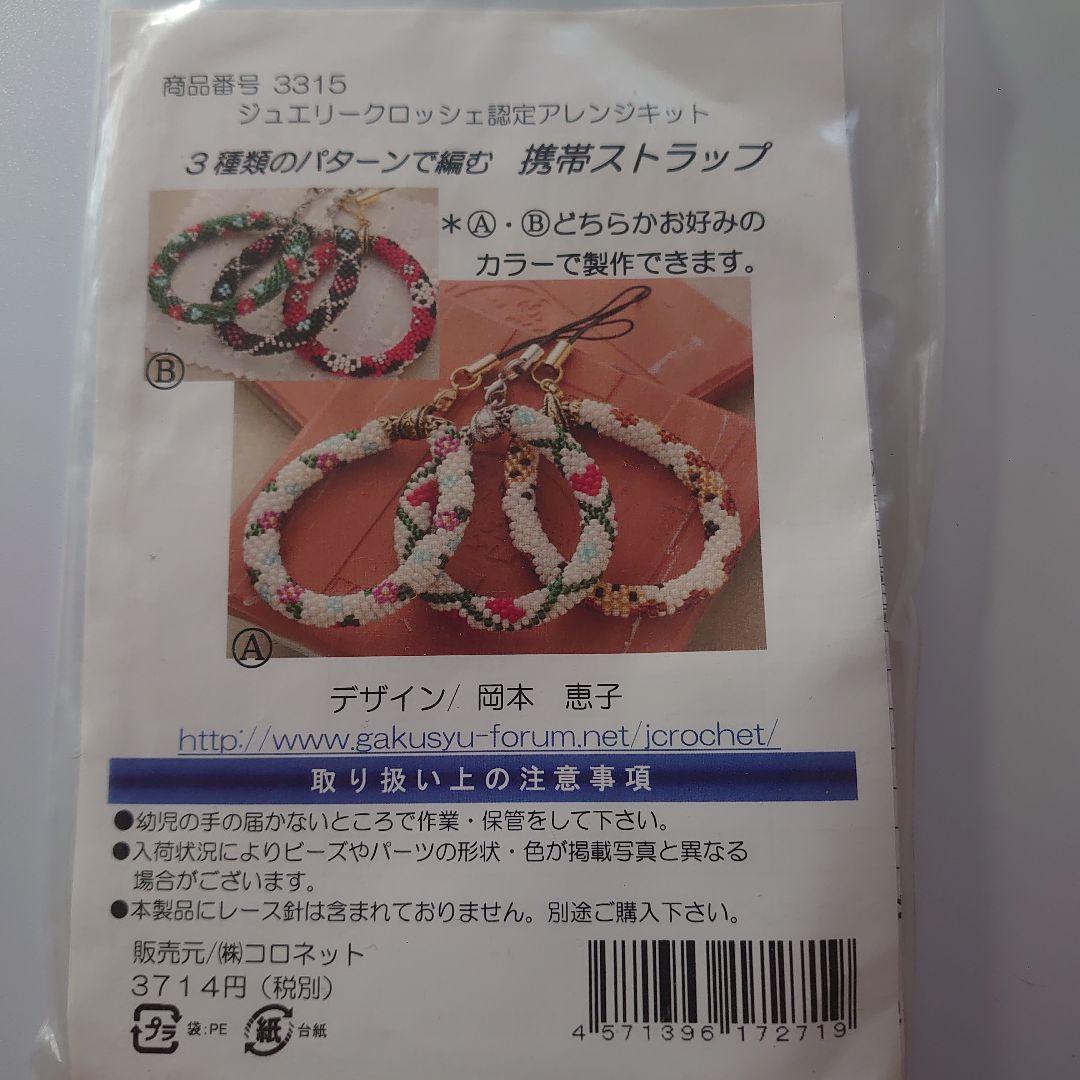 商品番号 3315
ジュエリークロッシェ認定アレンジキット
3種類のパターンで編む 携帯ストラップ
＊Ⓐ・Ⓑどちらかお好みの
カラーで製作できます。
Ⓑ
Ⓐ
デザイン/ 岡本 恵子
http://www.gakusyu-forum.net/jcrochet/
取り扱い上の注意事項
●幼児の手の届かないところで作業・保管をして下さい。
●入荷状況によりビーズやパーツの形状・色が掲載写真と異なる
場合がございます。
●本製品にレース針は含まれておりません。別途ご購入下さい。
販売元/㈱コロネット
3714円（税別）
プラ 袋:PE 紙 台紙
4 571396 172719